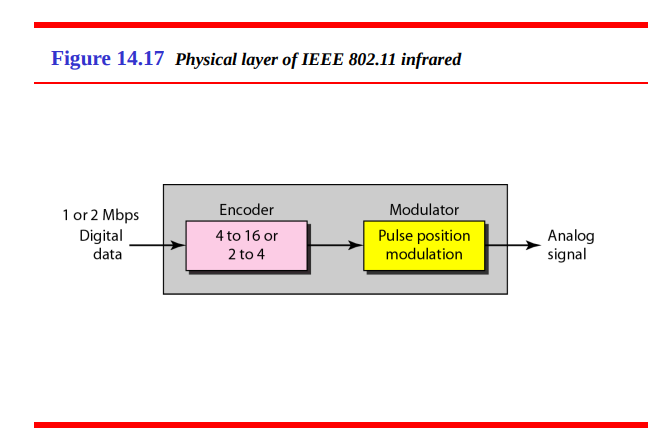 Figure 14.17 Physical layer of IEEE 802.11 infrared
1 or 2 Mbps
Digital
data
Encoder
4 to 16 or
2 to 4
Modulator
Pulse position
modulation
Analog
signal